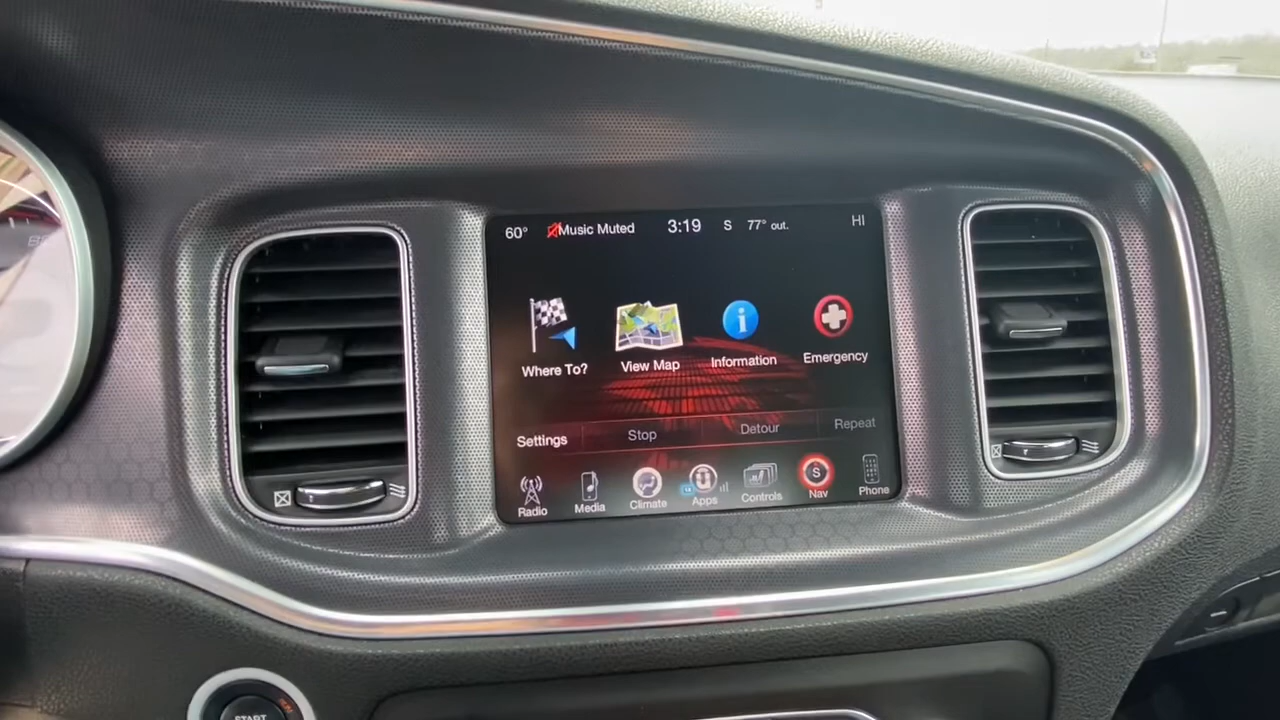 60° Music Muted 3:19 S 77° out. HI
Where To? View Map Information Emergency
Settings Stop Detour Repeat
S
Radio Media Climate Apps Controls Nav Phone
START